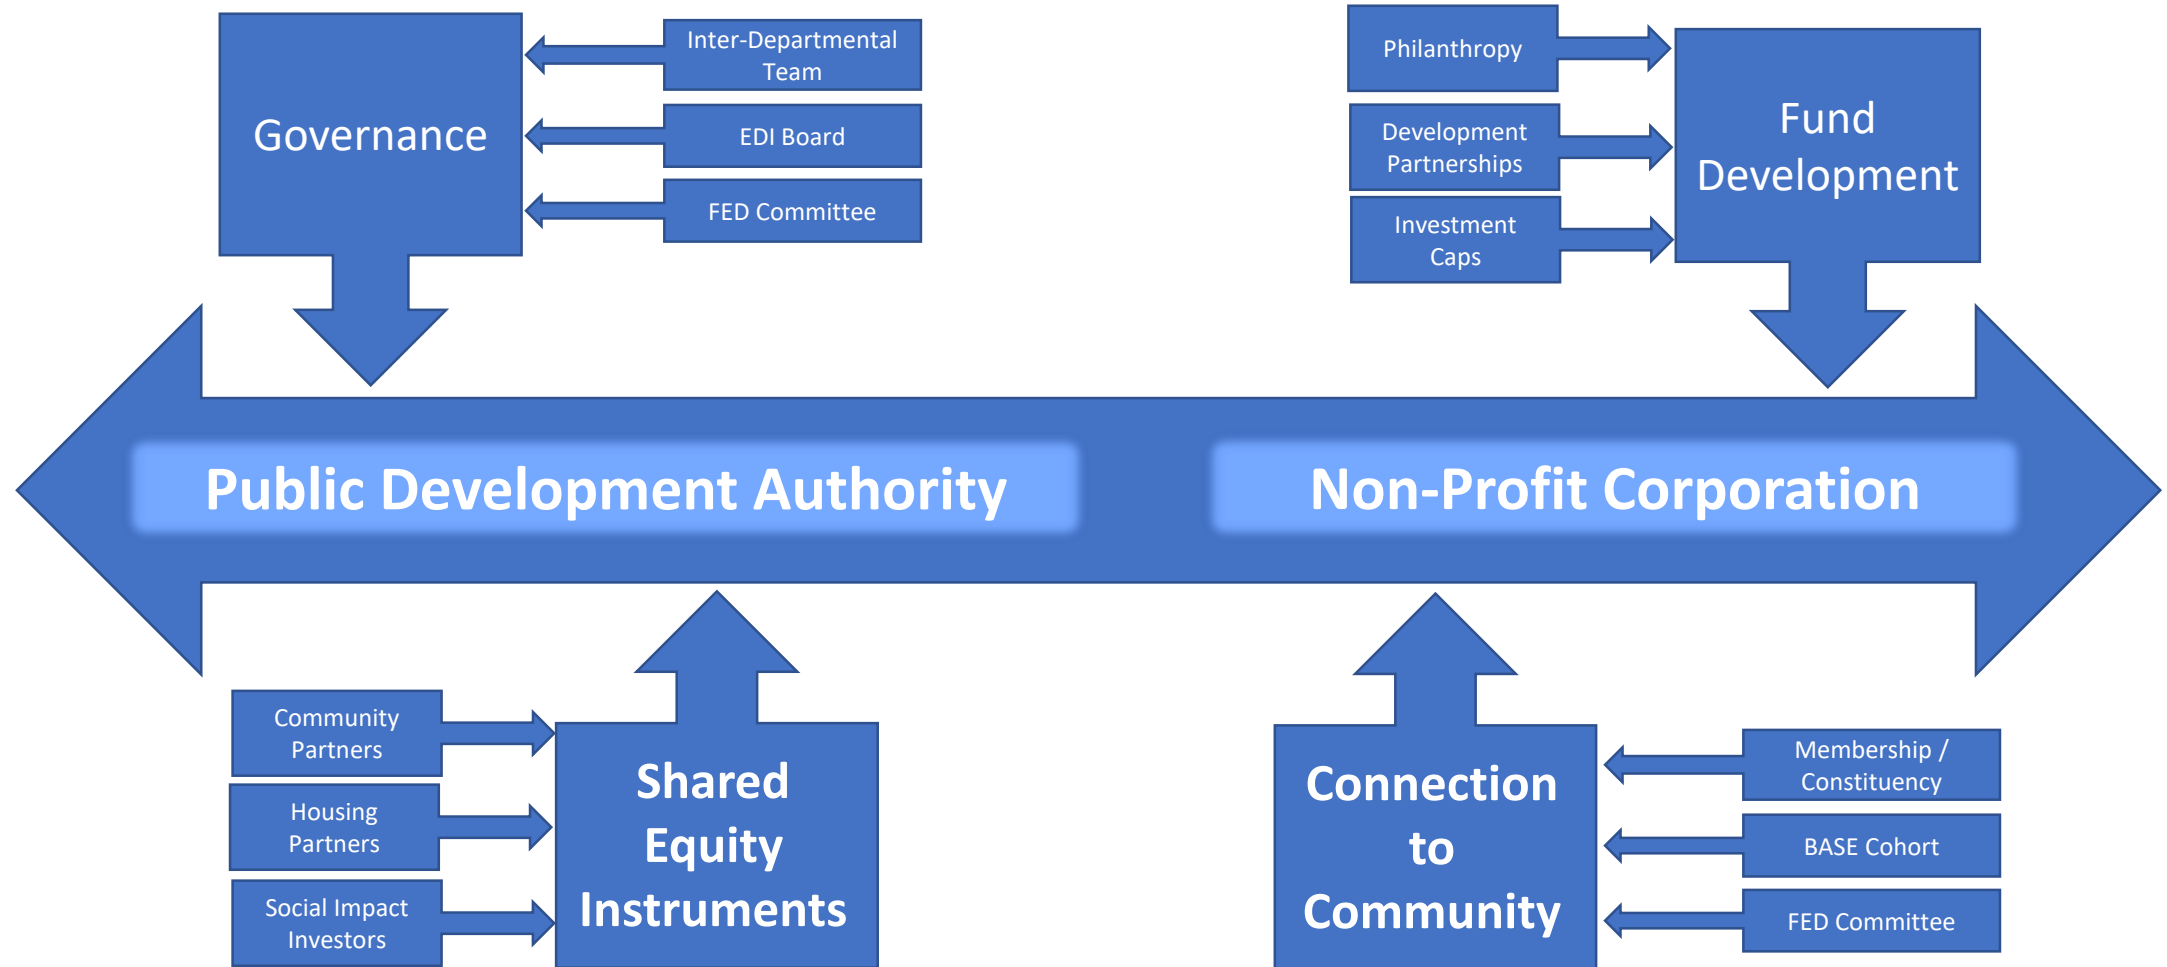 Governance
Inter-Departmental
Team
EDI Board
FED Committee
Philanthropy
Development
Partnerships
Investment
Caps
Fund
Development
Public Development Authority
Non-Profit Corporation
Community
Partners
Housing
Partners
Social Impact
Investors
Shared
Equity
Instruments
Connection
to
Community
Membership /
Constituency
BASE Cohort
FED Committee